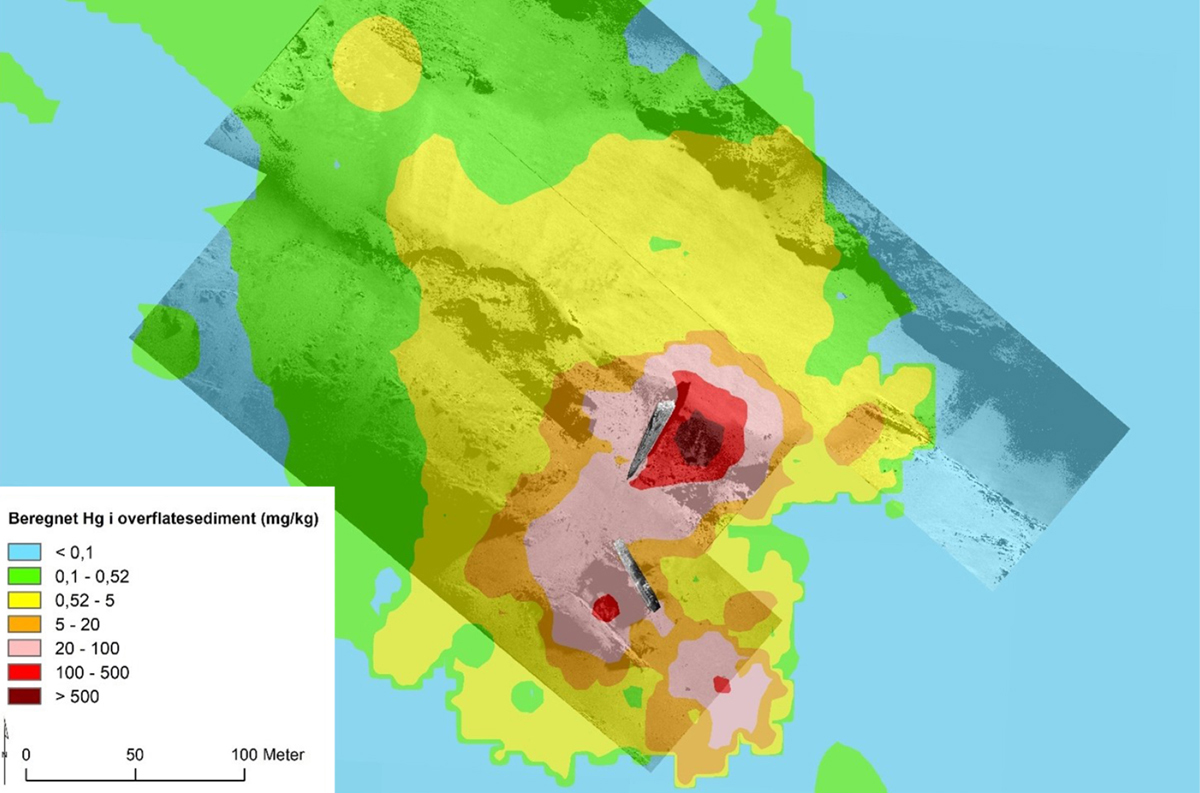 Beregnet Hg i overflatesediment (mg/kg)
< 0,1
0,1 - 0,52
0,52 - 5
5 - 20
20 - 100
100 - 500
> 500
N
0 50 100 Meter